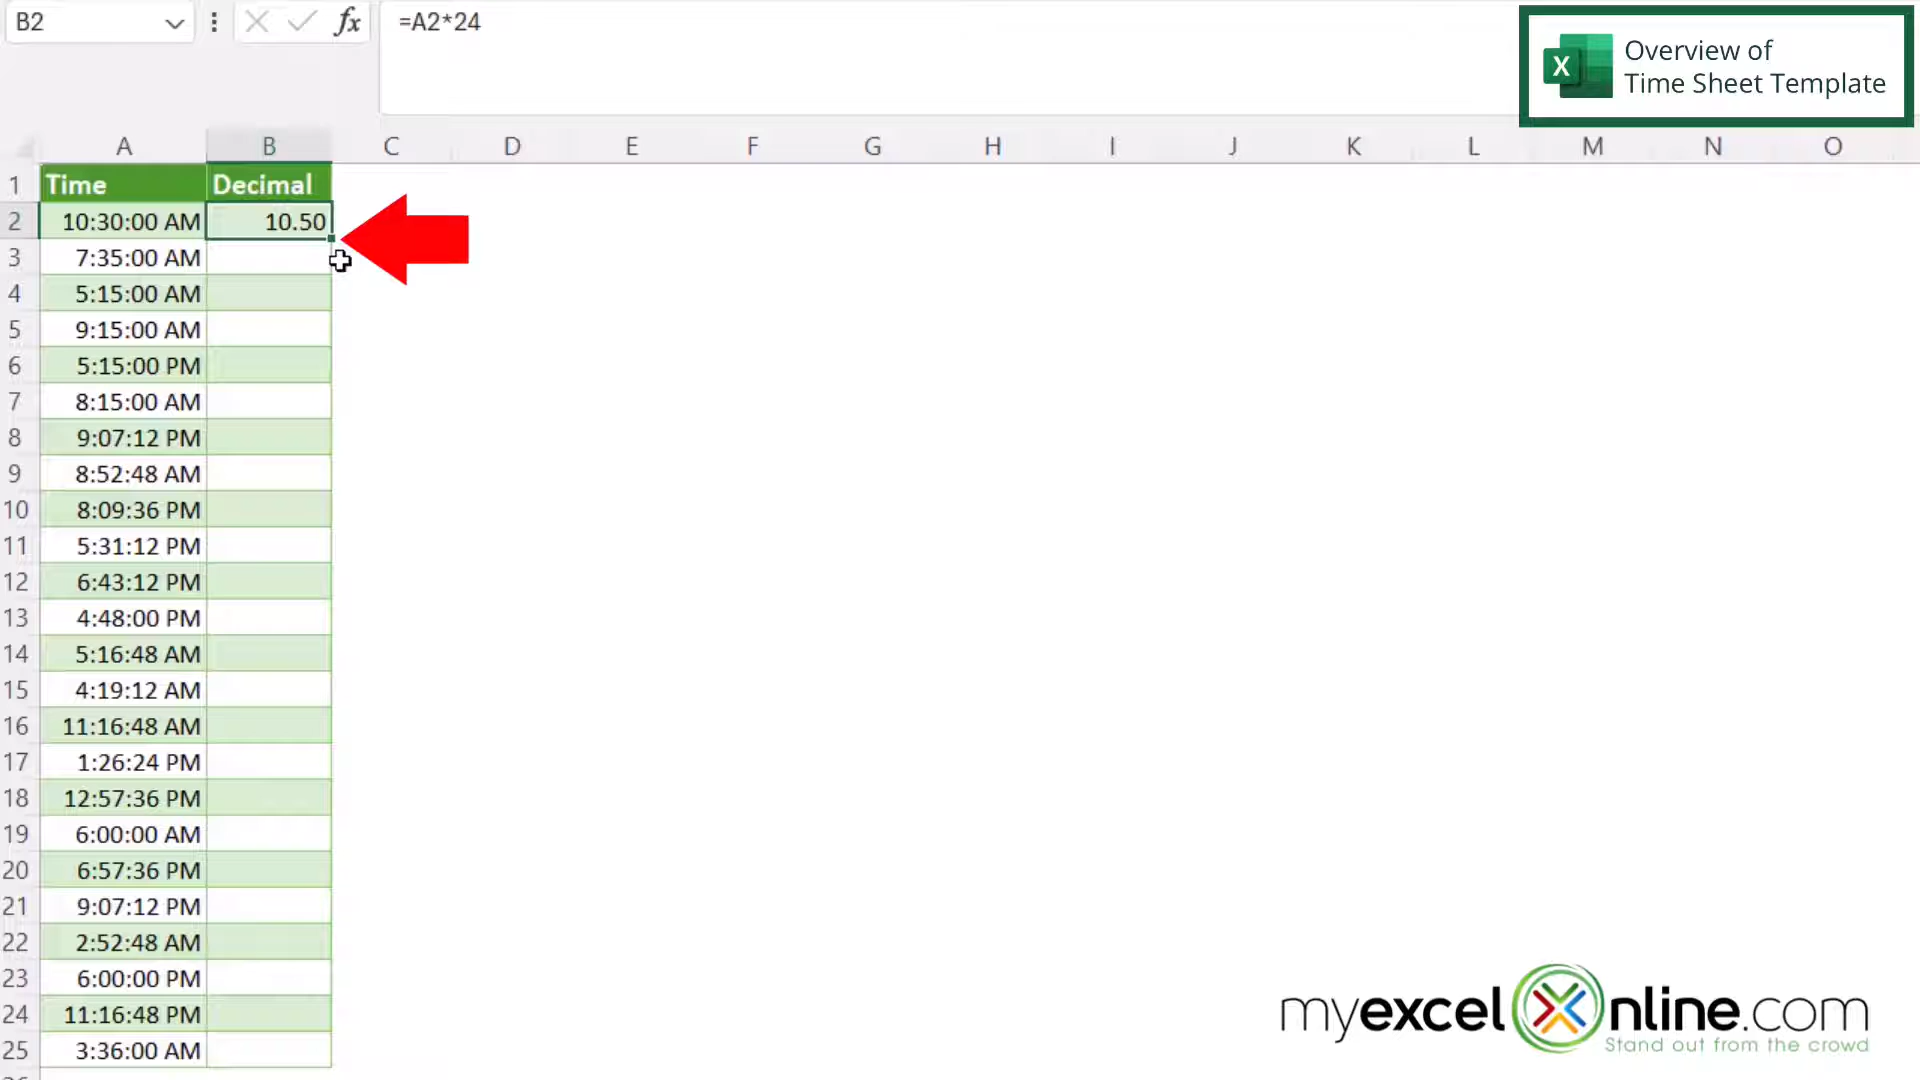 B2 fx =A2*24
X Overview of
Time Sheet Template
A B C D E F G H I J K L M N O
1 Time Decimal
2 10:30:00 AM 10.50
3 7:35:00 AM
4 5:15:00 AM
5 9:15:00 AM
6 5:15:00 PM
7 8:15:00 AM
8 9:07:12 PM
9 8:52:48 AM
10 8:09:36 PM
11 5:31:12 PM
12 6:43:12 PM
13 4:48:00 PM
14 5:16:48 AM
15 4:19:12 AM
16 11:16:48 AM
17 1:26:24 PM
18 12:57:36 PM
19 6:00:00 AM
20 6:57:36 PM
21 9:07:12 PM
22 2:52:48 AM
23 6:00:00 PM
24 11:16:48 PM
25 3:36:00 AM
myexcelXnline.com
Stand out from the crowd